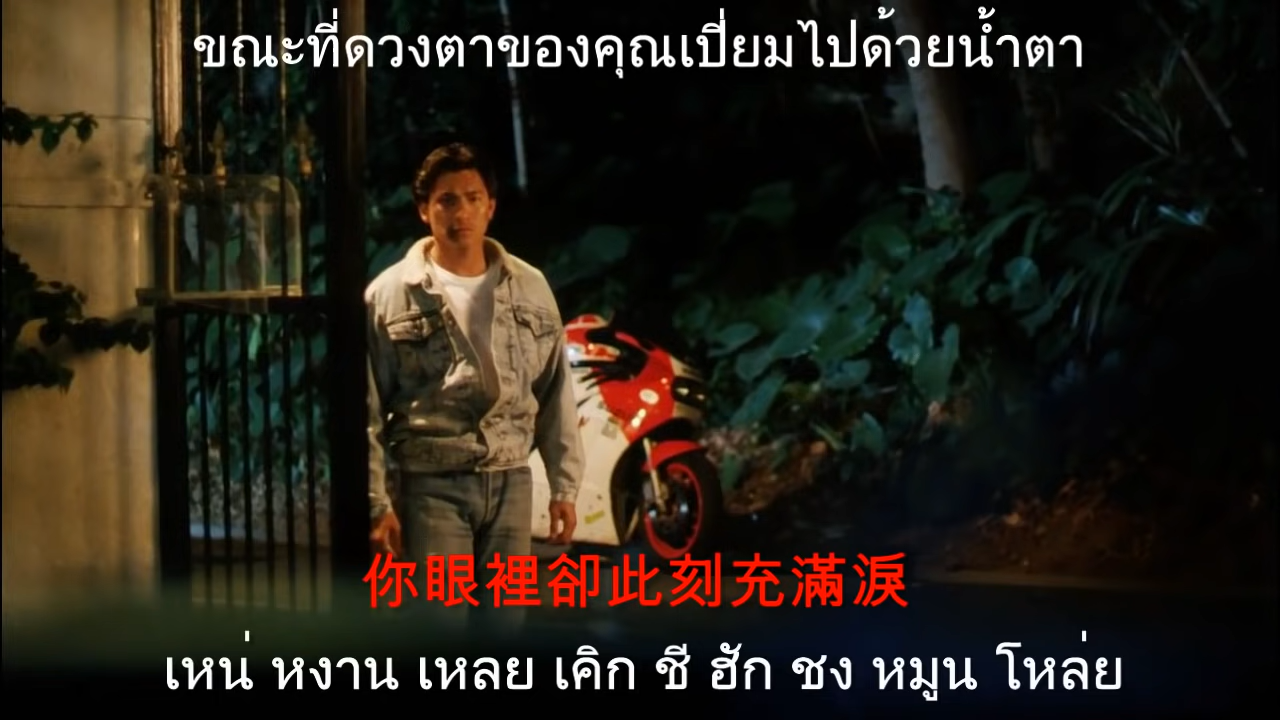 ขณะที่ดวงตาของคุณเปี่ยมไปด้วยน้ำตา
你眼裡卻此刻充滿淚
เหน่ หงาน เหลย เคิก ชี ฮัก ชง หมูน โหล่ย